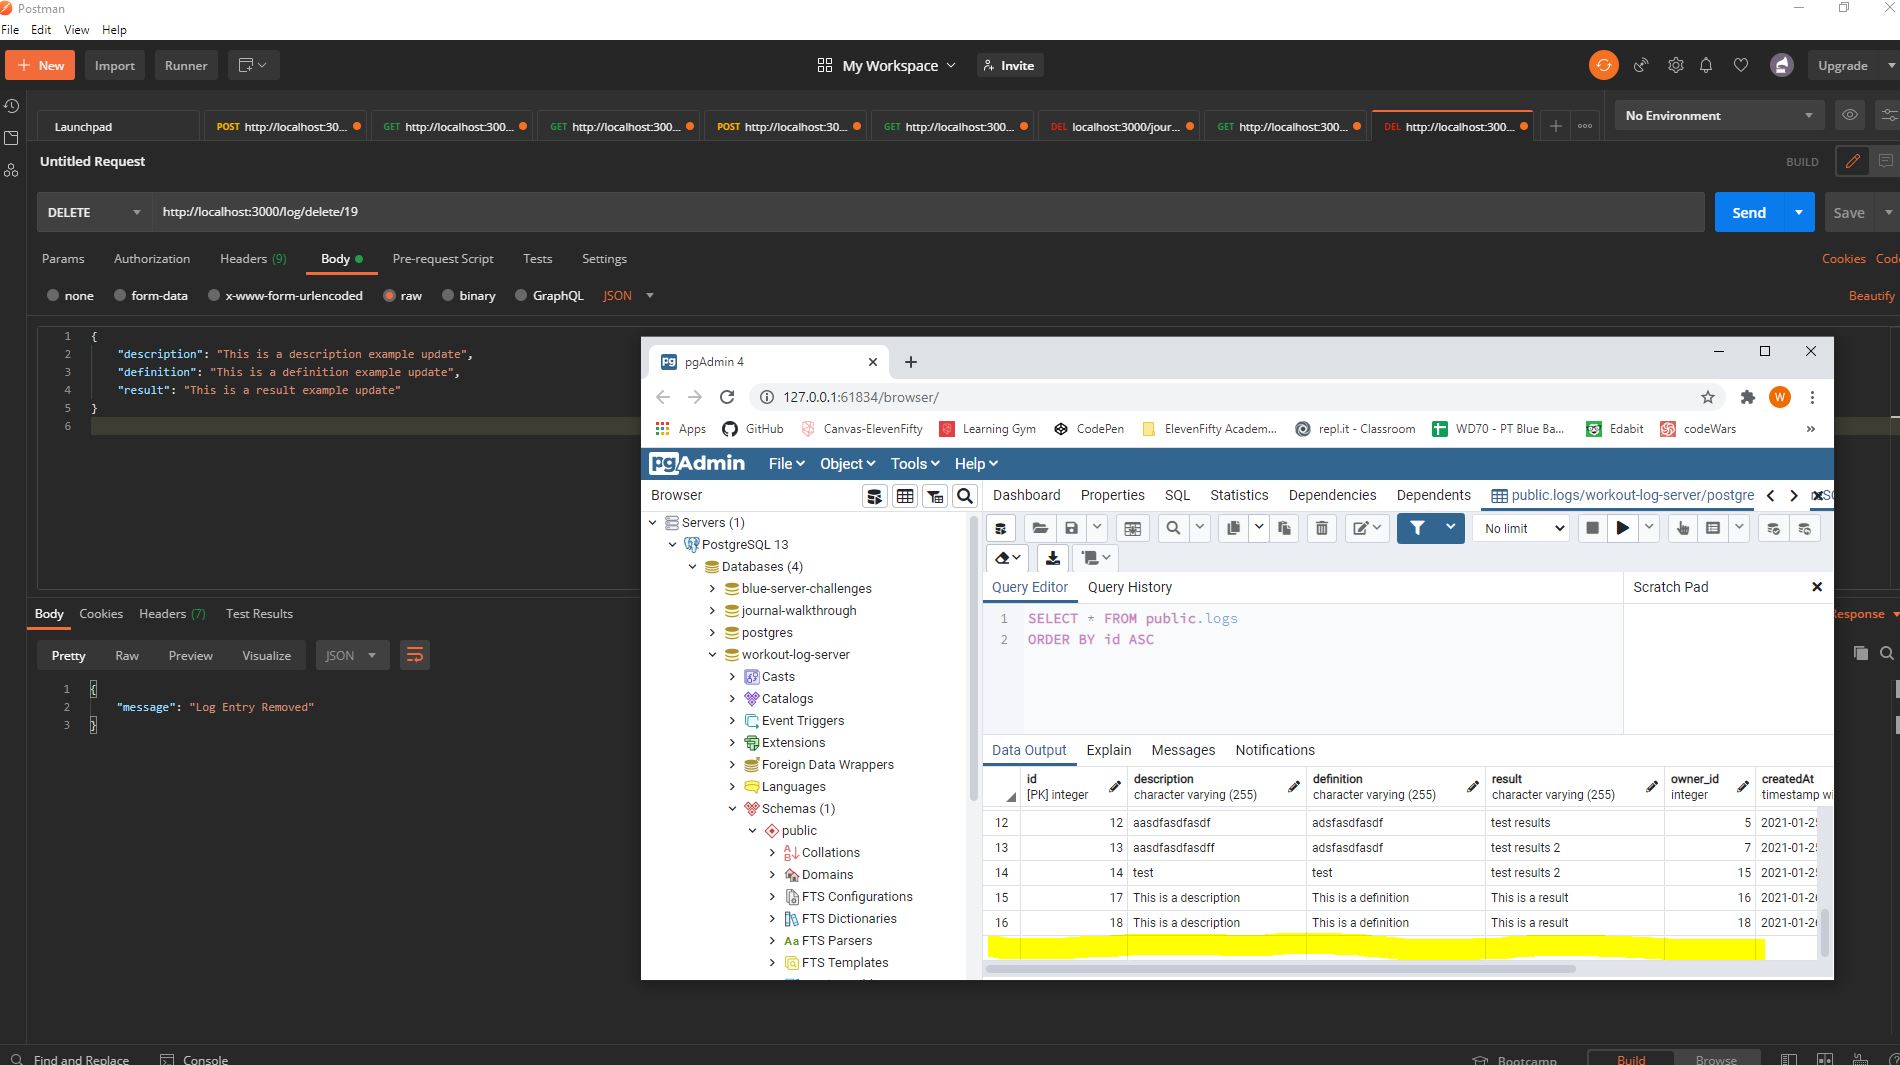 Postman
File Edit View Help
+ New Import Runner My Workspace Invite Upgrade
Launchpad POST http://localhost:30... GET http://localhost:300... GET http://localhost:300... POST http://localhost:30... GET http://localhost:300... DEL localhost:3000/jour... GET http://localhost:300... DEL http://localhost:300... No Environment
Untitled Request BUILD
DELETE http://localhost:3000/log/delete/19 Send Save
Params Authorization Headers (9) Body Pre-request Script Tests Settings Cookies Code
none form-data x-www-form-urlencoded raw binary GraphQL JSON Beautify
1 {
2 "description": "This is a description example update",
3 "definition": "This is a definition example update",
4 "result": "This is a result example update"
5 }
6
Body Cookies Headers (7) Test Results Response
Pretty Raw Preview Visualize JSON
1 {
2 "message": "Log Entry Removed"
3 }
pgAdmin 4
127.0.0.1:61834/browser/ W
Apps GitHub Canvas-ElevenFifty Learning Gym CodePen ElevenFifty Academ... repl.it - Classroom WD70 - PT Blue Ba... Edabit codeWars »
pgAdmin File Object Tools Help
Browser
Dashboard Properties SQL Statistics Dependencies Dependents public.logs/workout-log-server/postgre
No limit
Servers (1)
PostgreSQL 13
Databases (4)
blue-server-challenges
journal-walkthrough
postgres
workout-log-server
Casts
Catalogs
Event Triggers
Extensions
Foreign Data Wrappers
Languages
Schemas (1)
public
Collations
Domains
FTS Configurations
FTS Dictionaries
FTS Parsers
FTS Templates
Query Editor Query History Scratch Pad
1 SELECT * FROM public.logs
2 ORDER BY id ASC
Data Output Explain Messages Notifications
id description definition result owner_id createdAt
[PK] integer character varying (255) character varying (255) character varying (255) integer timestamp wi
12 12 aasdfasdfasdf adsfasdfasdf test results 5 2021-01-25
13 13 aasdfasdfasdff adsfasdfasdf test results 2 7 2021-01-25
14 14 test test test results 2 15 2021-01-25
15 17 This is a description This is a definition This is a result 16 2021-01-26
16 18 This is a description This is a definition This is a result 18 2021-01-26
Find and Replace Console Bootcamp Build Browse